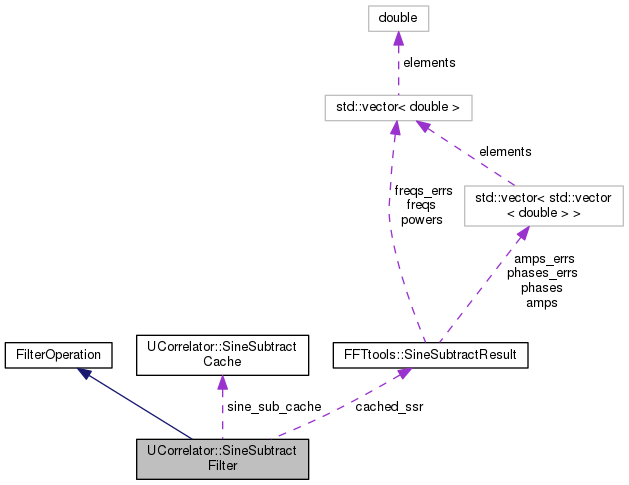 double
elements
std::vector< double >
elements
freqs_errs
freqs
powers
std::vector< std::vector
< double > >
amps_errs
phases_errs
phases
amps
FilterOperation
UCorrelator::SineSubtract
Cache
FFTtools::SineSubtractResult
sine_sub_cache
cached_ssr
UCorrelator::SineSubtract
Filter